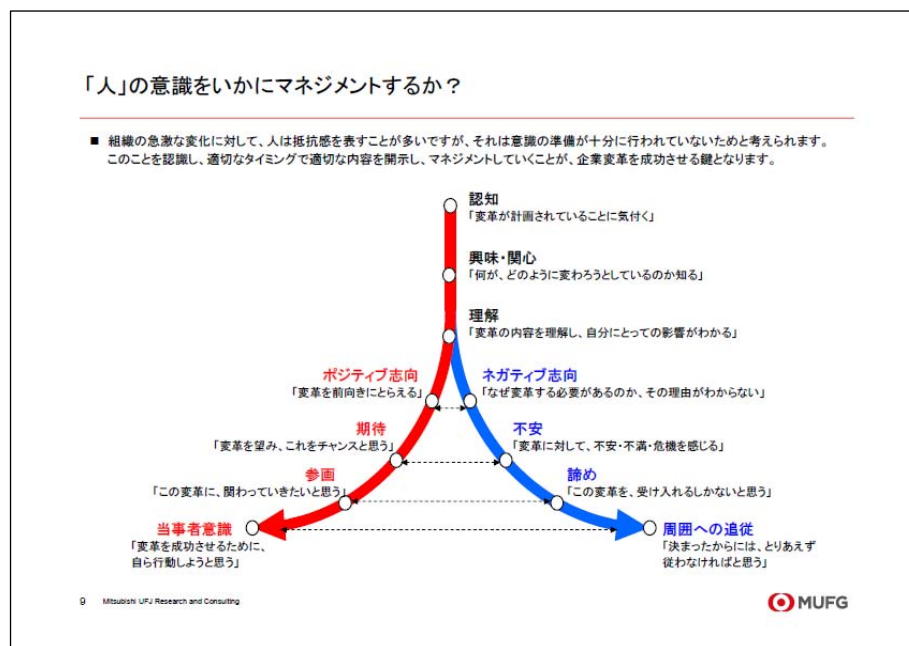 「人」の意識をいかにマネジメントするか？
■ 組織の急激な変化に対して、人は抵抗感を表すことが多いですが、それは意識の準備が十分に行われていないためと考えられます。
このことを認識し、適切なタイミングで適切な内容を開示し、マネジメントしていくことが、企業変革を成功させる鍵となります。
認知
「変革が計画されていることに気付く」
興味・関心
「何が、どのように変わろうとしているのか知る」
理解
「変革の内容を理解し、自分にとっての影響がわかる」
ポジティブ志向
「変革を前向きにとらえる」
ネガティブ志向
「なぜ変革する必要があるのか、その理由がわからない」
期待
「変革を望み、これをチャンスと思う」
不安
「変革に対して、不安・不満・危機を感じる」
参画
「この変革に、関わっていきたいと思う」
諦め
「この変革を、受け入れるしかないと思う」
当事者意識
「変革を成功させるために、
自ら行動しようと思う」
周囲への追従
「決まったからには、とりあえず
従わなければと思う」
9 Mitsubishi UFJ Research and Consulting
MUFG